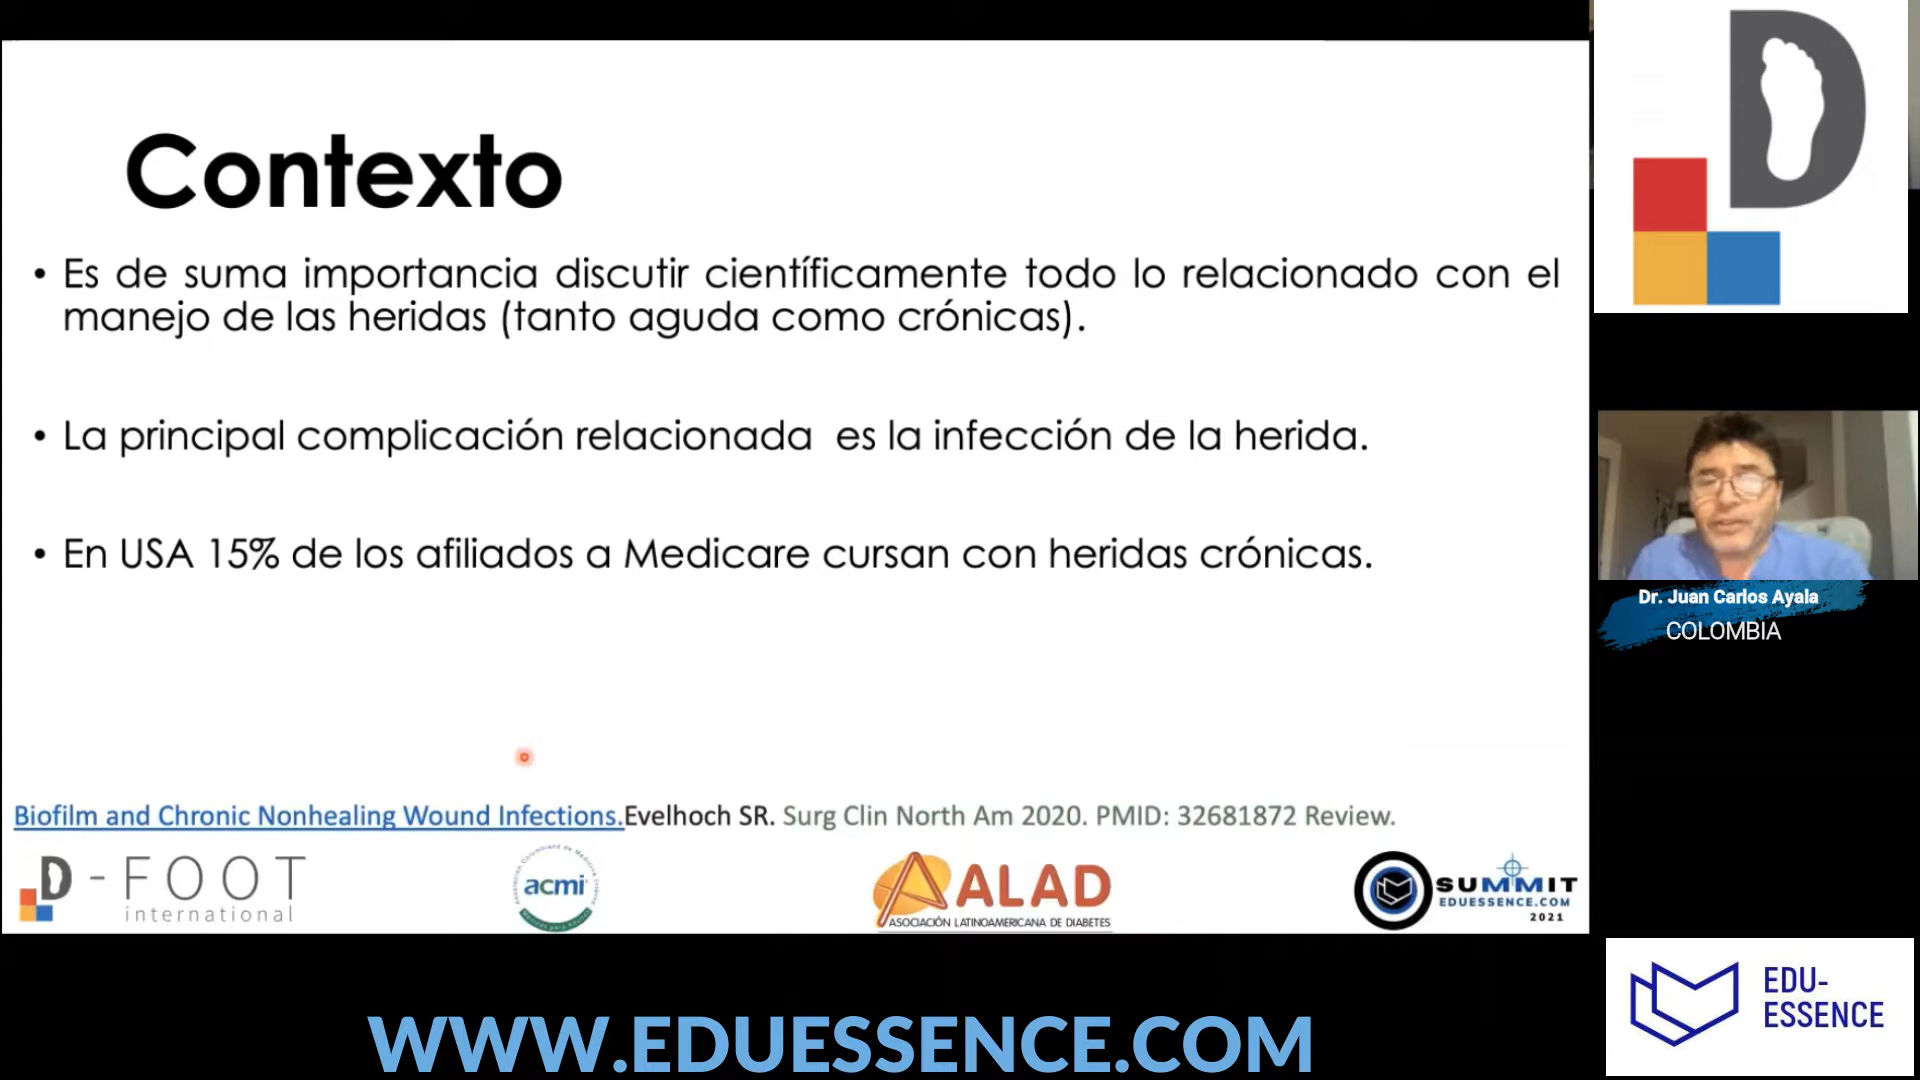 Contexto
• Es de suma importancia discutir científicamente todo lo relacionado con el
manejo de las heridas (tanto aguda como crónicas).
• La principal complicación relacionada es la infección de la herida.
• En USA 15% de los afiliados a Medicare cursan con heridas crónicas.
Biofilm and Chronic Nonhealing Wound Infections.Evelhoch SR. Surg Clin North Am 2020. PMID: 32681872 Review.
D - FOOT
international
acmi
ALAD
ASOCIACIÓN LATINOAMERICANA DE DIABETES
SUMMIT
EDUESSENCE.COM
2021
D
Dr. Juan Carlos Ayala
COLOMBIA
EDU-
ESSENCE
WWW.EDUESSENCE.COM